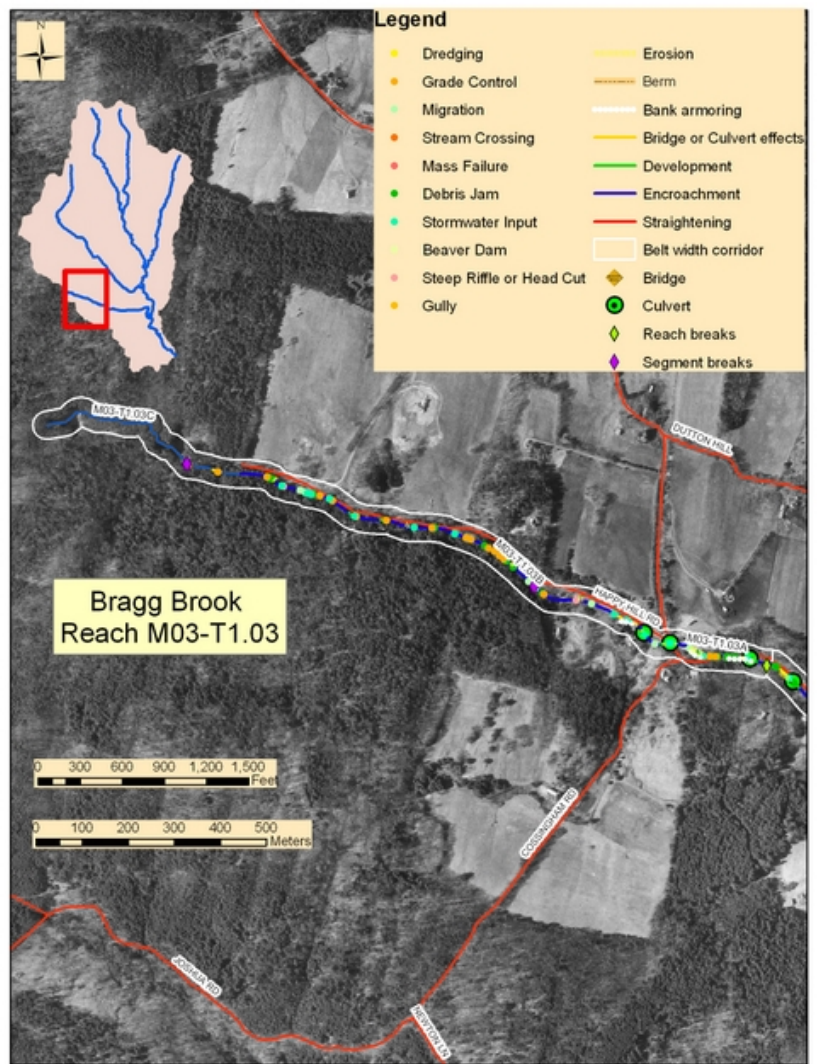 N
Legend
Dredging
Grade Control
Migration
Stream Crossing
Mass Failure
Debris Jam
Stormwater Input
Beaver Dam
Steep Riffle or Head Cut
Gully
Erosion
Berm
Bank armoring
Bridge or Culvert effects
Development
Encroachment
Straightening
Belt width corridor
Bridge
Culvert
Reach breaks
Segment breaks
M03-T1.03C
DUTTON HILL
M03-T1.03B
HAPPY HILL RD
M03-T1.03A
Bragg Brook
Reach M03-T1.03
0 300 600 900 1,200 1,500
Feet
0 100 200 300 400 500
Meters
COSSINGHAM RD
JOSHUA RD
NEWTON LN